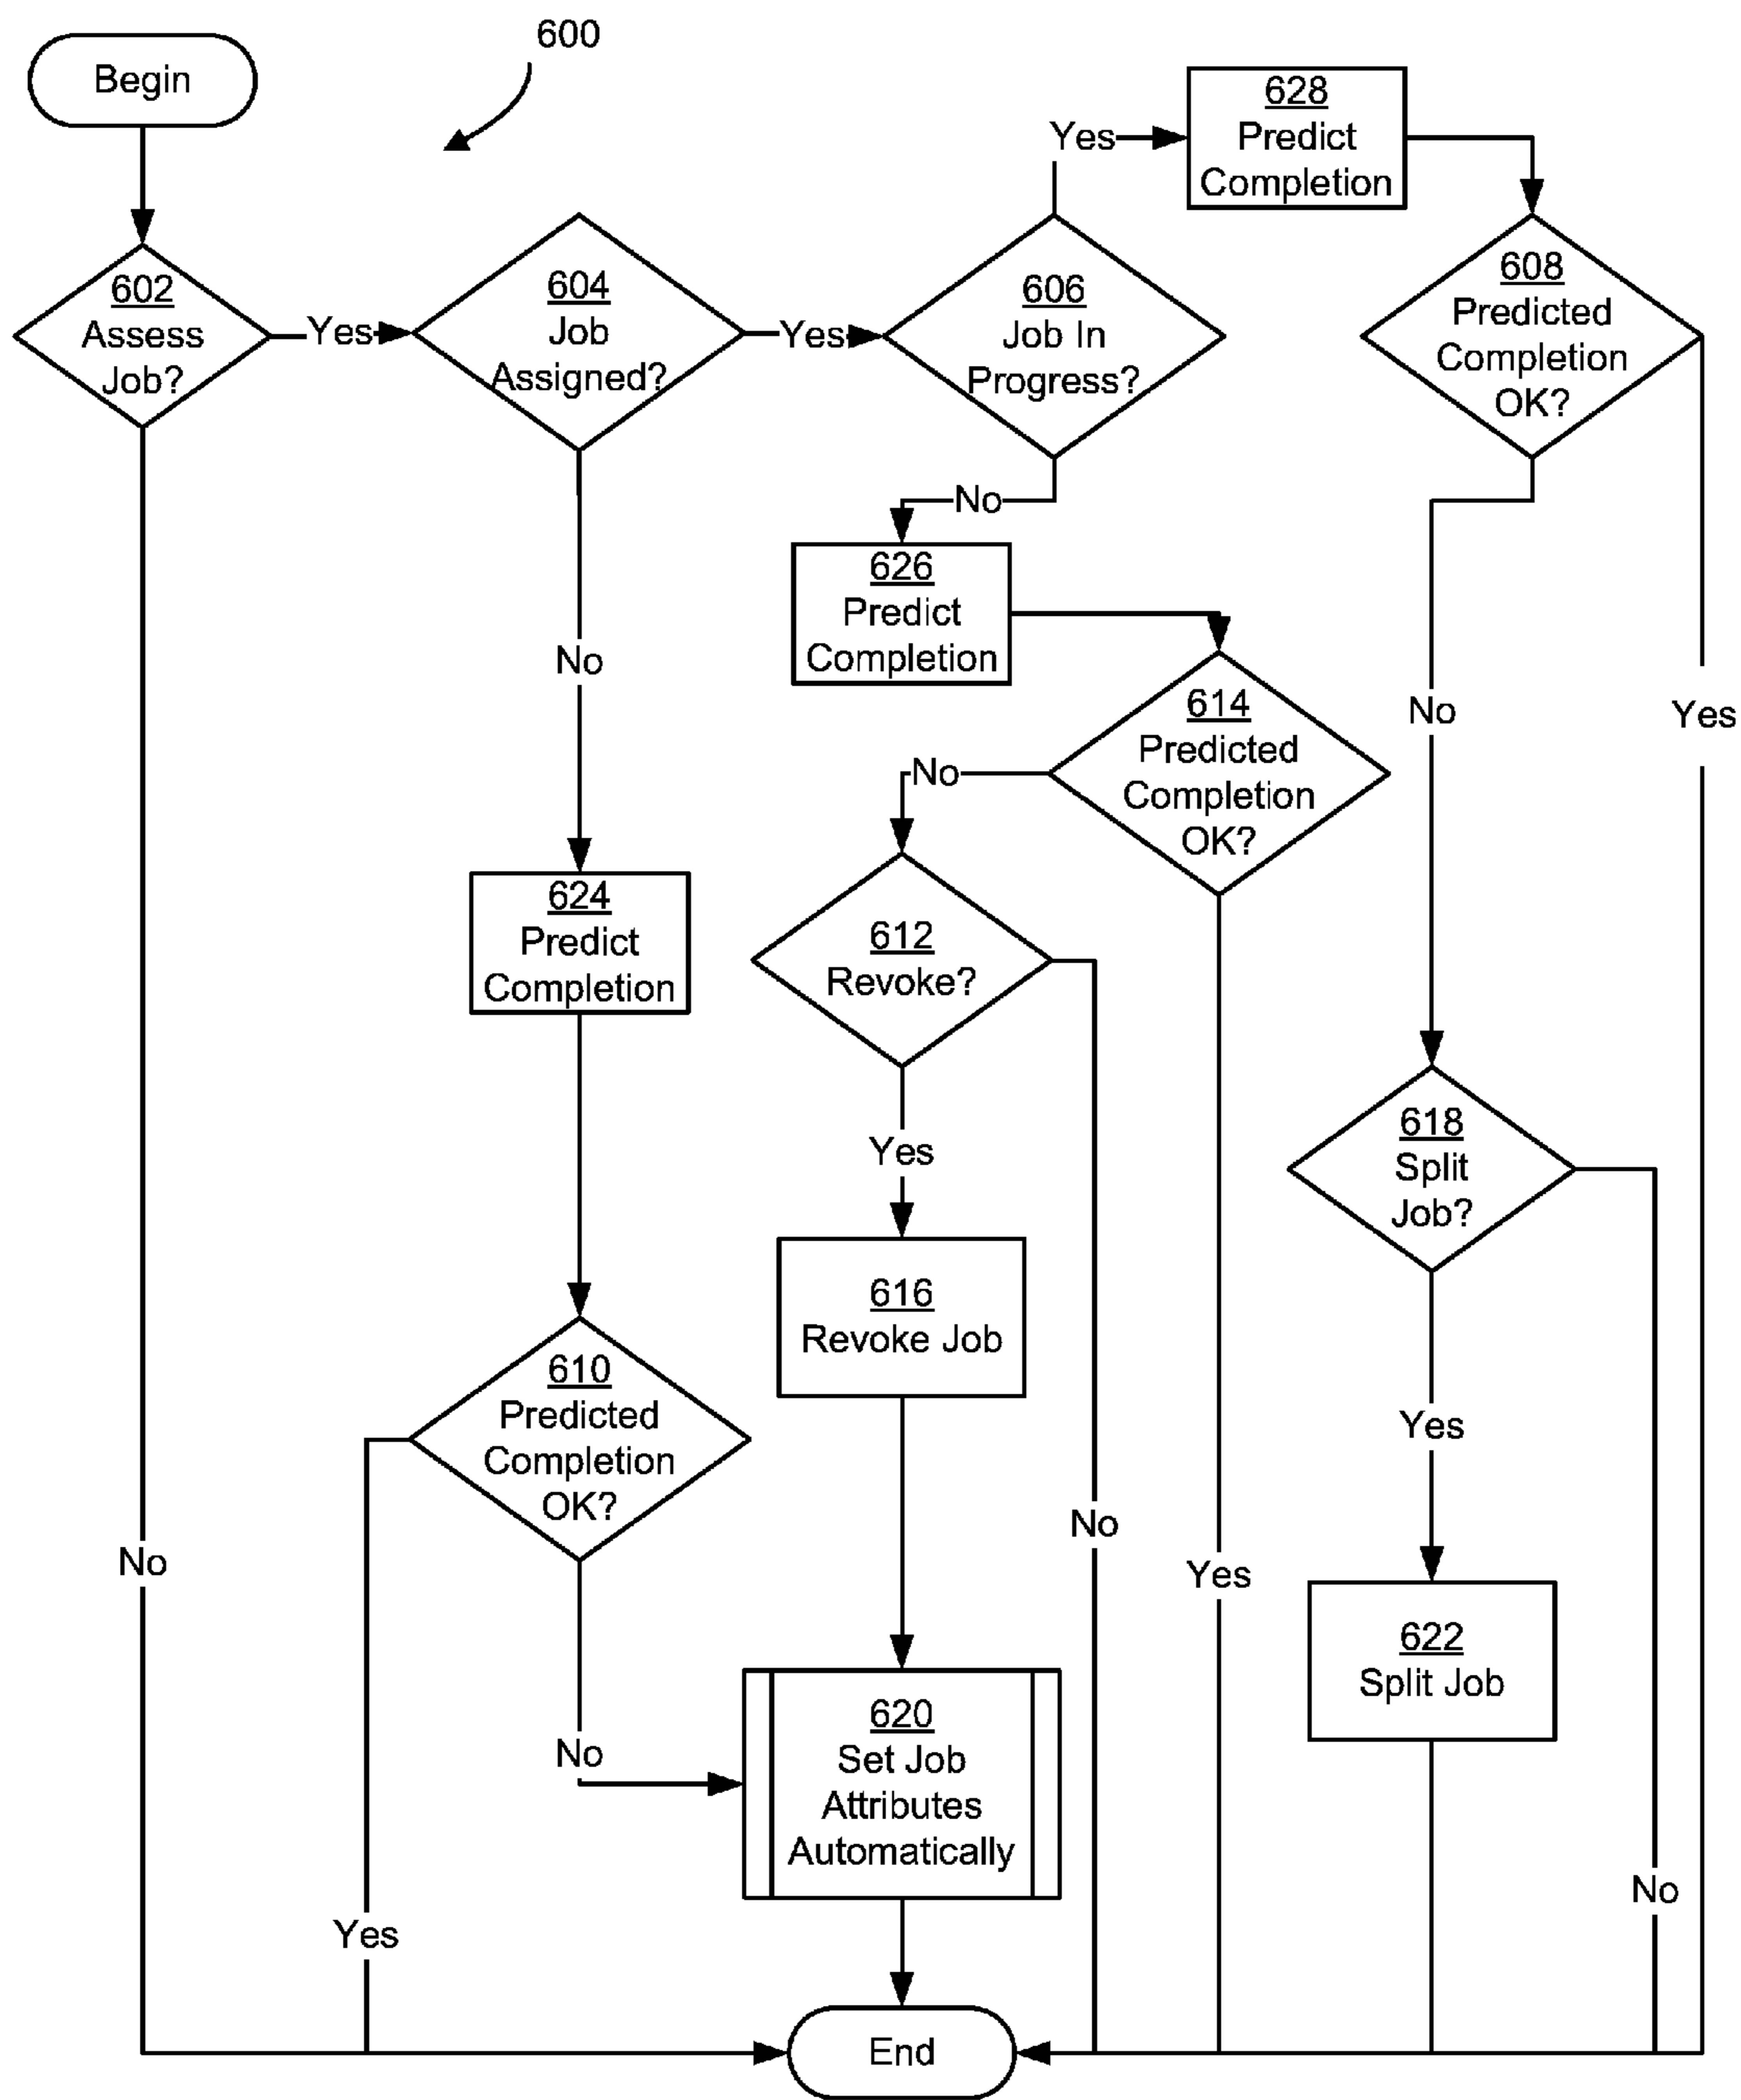 600
Begin
628
Predict
Completion
Yes
602
Assess
Job?
Yes
604
Job
Assigned?
Yes
606
Job In
Progress?
608
Predicted
Completion
OK?
No
626
Predict
Completion
No
614
Predicted
Completion
OK?
No
Yes
No
624
Predict
Completion
612
Revoke?
Yes
618
Split
Job?
616
Revoke Job
610
Predicted
Completion
OK?
Yes
No
No
Yes
622
Split Job
620
Set Job
Attributes
Automatically
No
No
Yes
End